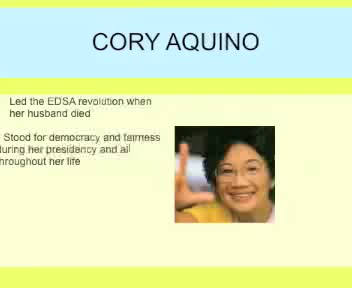 CORY AQUINO
Led the EDSA revolution when
her husband died
Stood for democracy and fairness
during her presidency and all
throughout her life